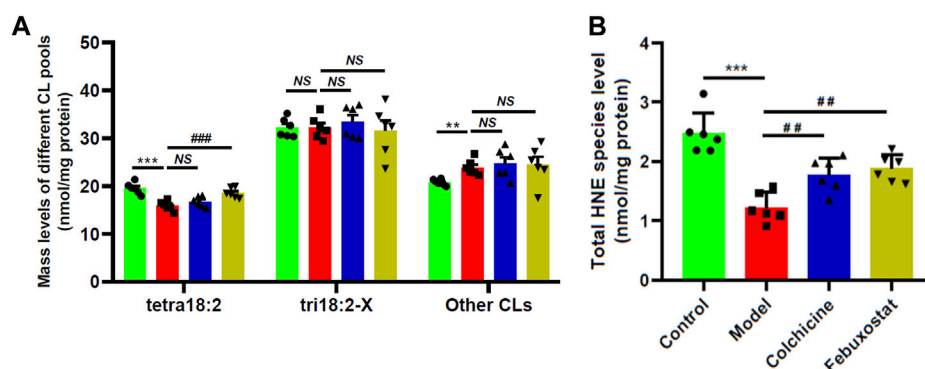 A
Mass levels of different CL pools
(nmol/mg protein)
50
40
30
20
10
0
***
NS
###
NS
NS
NS
**
NS
NS
tetra18:2
tri18:2-X
Other CLs
B
Total HNE species level
(nmol/mg protein)
4
3
2
1
0
***
##
##
Control
Model
Colchicine
Febuxostat